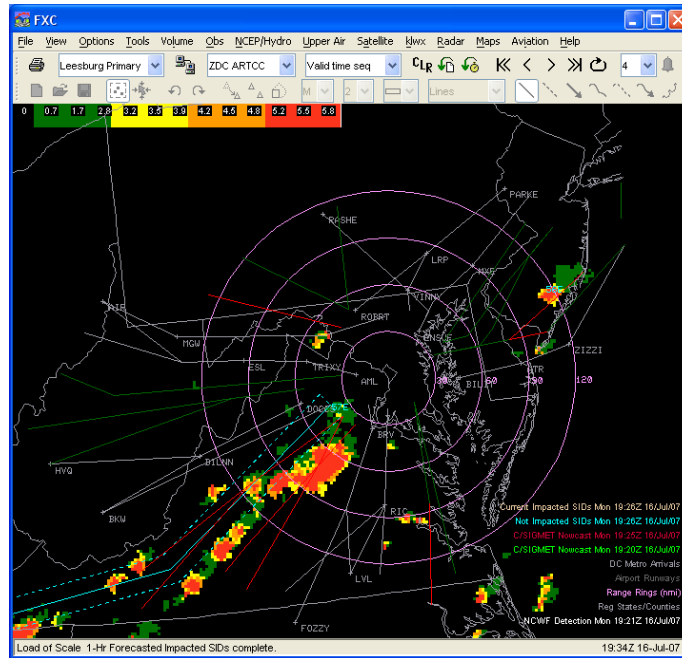 FXC
File View Options Tools Volume Obs NCEP/Hydro Upper Air Satellite klwx Radar Maps Aviation Help
Leesburg Primary ZDC ARTCC Valid time seq CLR 4
M 2 Lines
0 0.7 1.7 2.8 3.2 3.5 3.9 4.2 4.5 4.8 5.2 5.5 5.8
PARKE
RASHE
LRP
MXE
VINNY
AIR
ROBRT
MGW
ZIZZI
ESL
TRIXY
AML
BIL
60
120
DOCCS
BRV
DILNN
HVQ
RIC
BKW
Current Impacted SIDs Mon 19:26Z 16/Jul/07
Not Impacted SIDs Mon 19:26Z 16/Jul/07
C/SIGMET Nowcast Mon 19:25Z 16/Jul/07
C/SIGMET Nowcast Mon 19:20Z 16/Jul/07
DC Metro Arrivals
Airport Runways
LVL
Range Rings (nmi)
Reg States/Counties
FOZZY
NCWF Detection Mon 19:21Z 16/Jul/07
Load of Scale 1-Hr Forecasted Impacted SIDs complete.
19:34Z 16-Jul-07